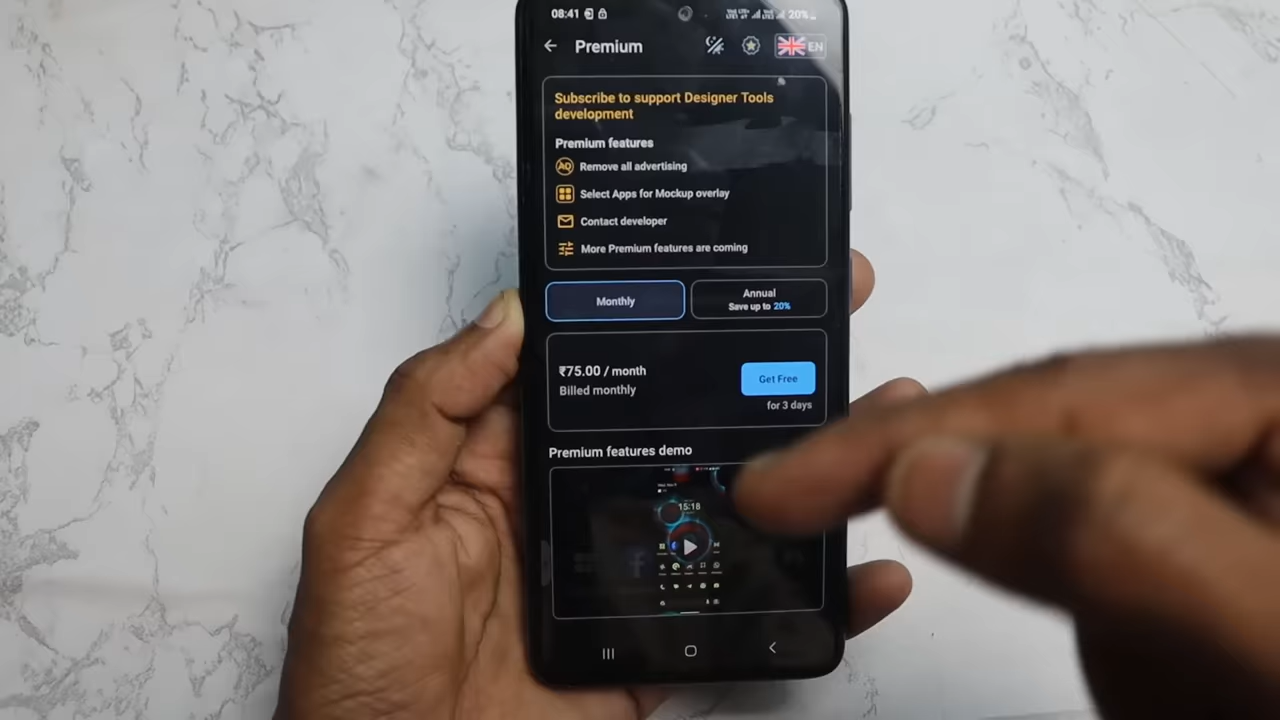 08:41
20%
Premium
EN
Subscribe to support Designer Tools
development
Premium features
AD
Remove all advertising
Select Apps for Mockup overlay
Contact developer
More Premium features are coming
Monthly
Annual
Save up to 20%
₹75.00 / month
Billed monthly
Get Free
for 3 days
Premium features demo
15:18